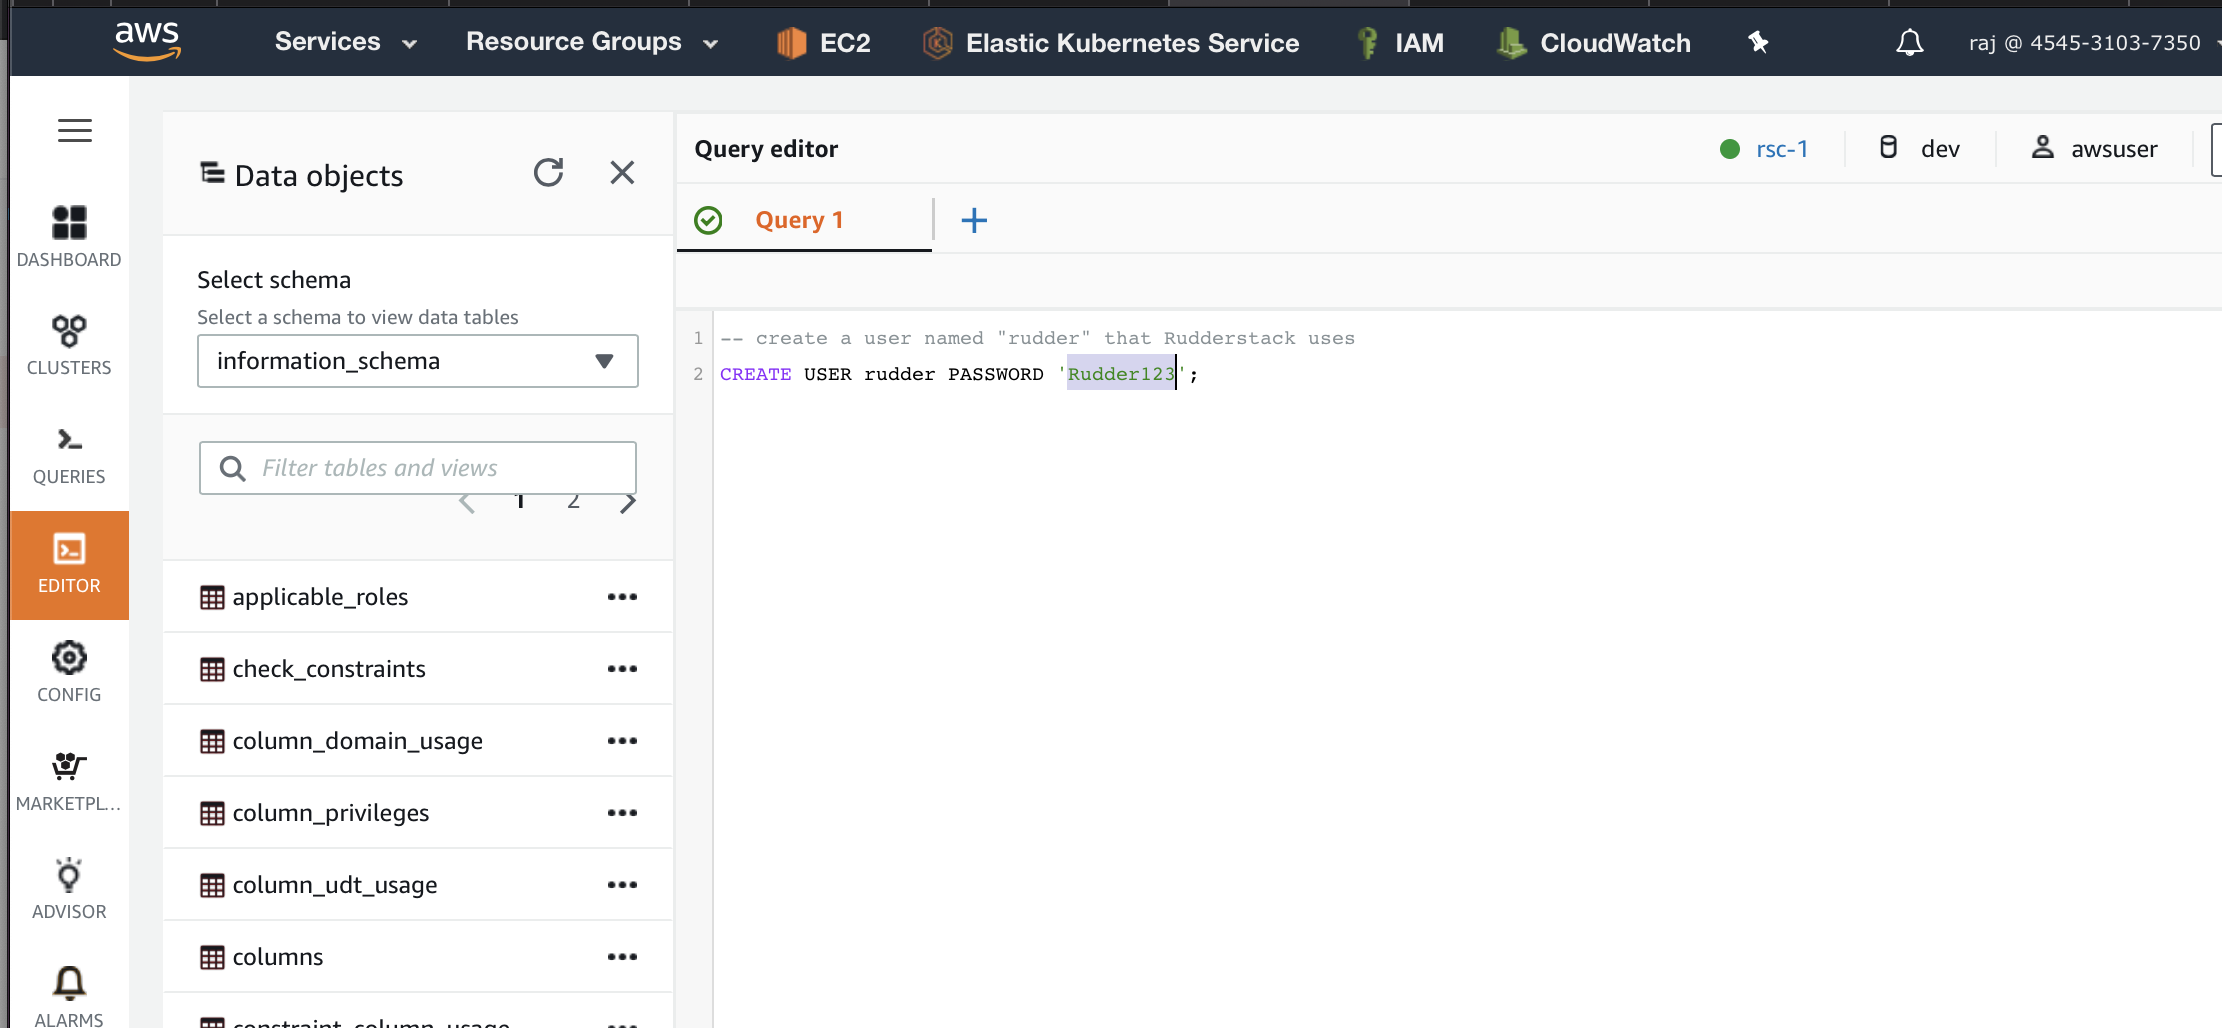 aws
Services
Resource Groups
EC2
Elastic Kubernetes Service
IAM
CloudWatch
raj @ 4545-3103-7350
DASHBOARD
CLUSTERS
QUERIES
EDITOR
CONFIG
MARKETPL...
ADVISOR
ALARMS
Data objects
Select schema
Select a schema to view data tables
information_schema
Filter tables and views
1 2
applicable_roles
check_constraints
column_domain_usage
column_privileges
column_udt_usage
columns
constraint_column_usage
Query editor
rsc-1
dev
awsuser
Query 1
1 -- create a user named "rudder" that Rudderstack uses
2 CREATE USER rudder PASSWORD 'Rudder123';